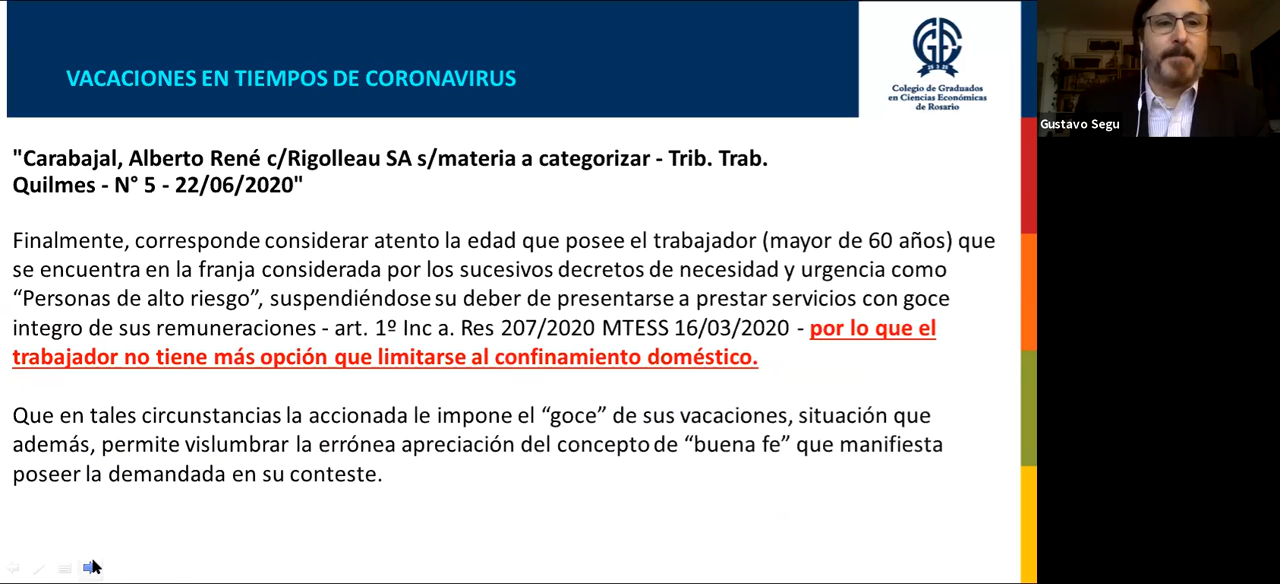 VACACIONES EN TIEMPOS DE CORONAVIRUS
CGCE
Colegio de Graduados
en Ciencias Económicas
de Rosario
Gustavo Segu
"Carabajal, Alberto René c/Rigolleau SA s/materia a categorizar - Trib. Trab.
Quilmes - N° 5 - 22/06/2020"
Finalmente, corresponde considerar atento la edad que posee el trabajador (mayor de 60 años) que
se encuentra en la franja considerada por los sucesivos decretos de necesidad y urgencia como
“Personas de alto riesgo”, suspendiéndose su deber de presentarse a prestar servicios con goce
integro de sus remuneraciones - art. 1º Inc a. Res 207/2020 MTESS 16/03/2020 - por lo que el
trabajador no tiene más opción que limitarse al confinamiento doméstico.
Que en tales circunstancias la accionada le impone el “goce” de sus vacaciones, situación que
además, permite vislumbrar la errónea apreciación del concepto de “buena fe” que manifiesta
poseer la demandada en su conteste.